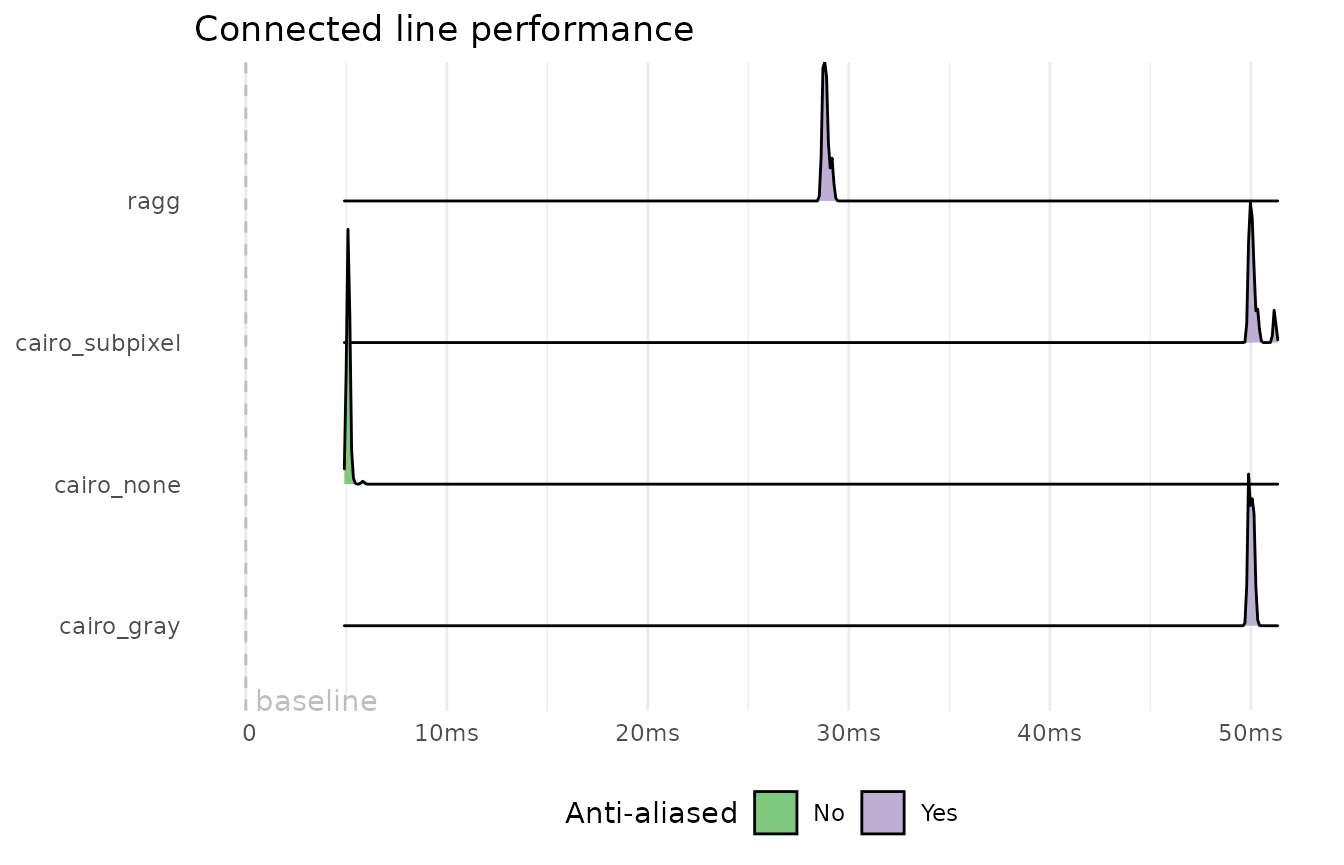 Connected line performance
ragg
cairo_subpixel
cairo_none
cairo_gray
baseline
0 10ms 20ms 30ms 40ms 50ms
Anti-aliased No Yes